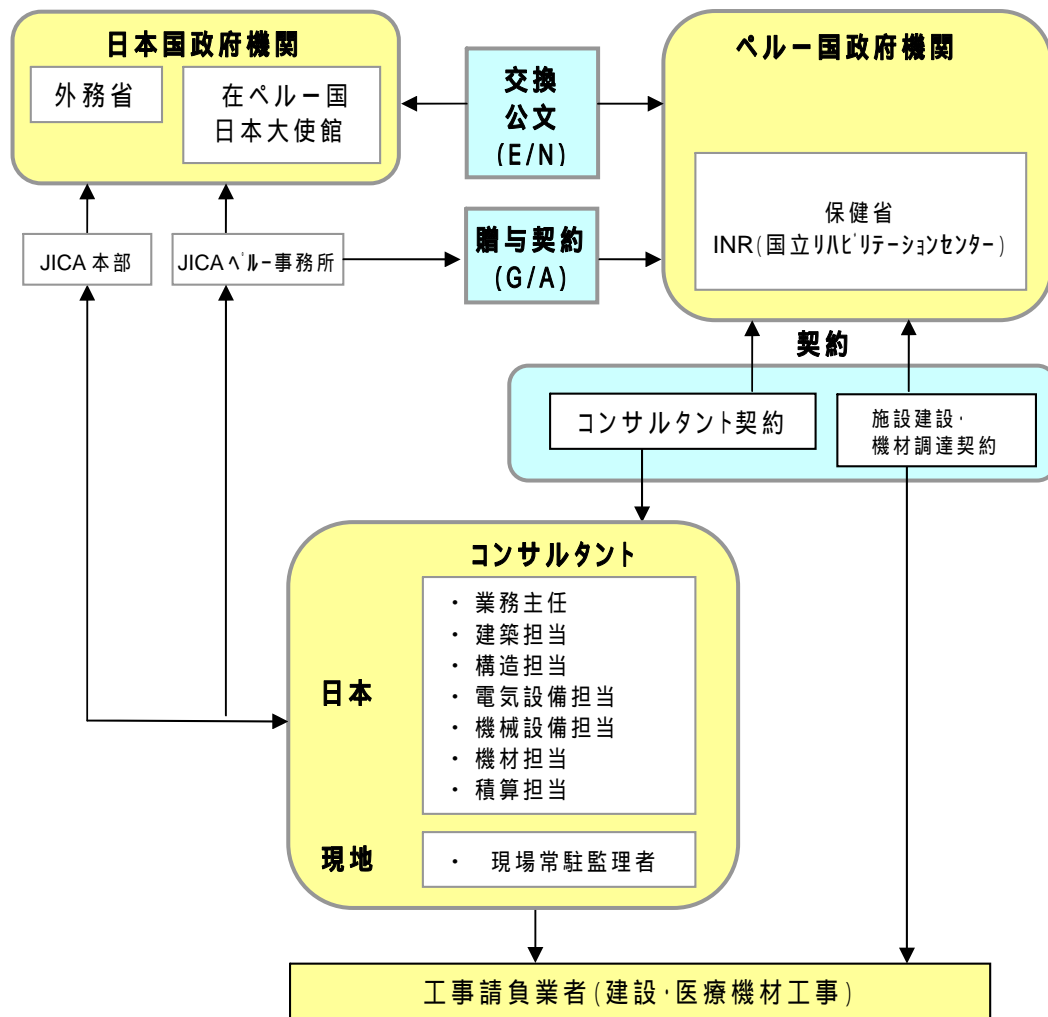 日本国政府機関
外務省
在ペルー国
日本大使館
交換
公文
(E/N)
ペルー国政府機関
保健省
INR(国立リハビリテーションセンター)
JICA 本部
JICAペルー事務所
贈与契約
(G/A)
契約
コンサルタント契約
施設建設・
機材調達契約
コンサルタント
日本
・ 業務主任
・ 建築担当
・ 構造担当
・ 電気設備担当
・ 機械設備担当
・ 機材担当
・ 積算担当
現地
・ 現場常駐監理者
工事請負業者(建設・医療機材工事)